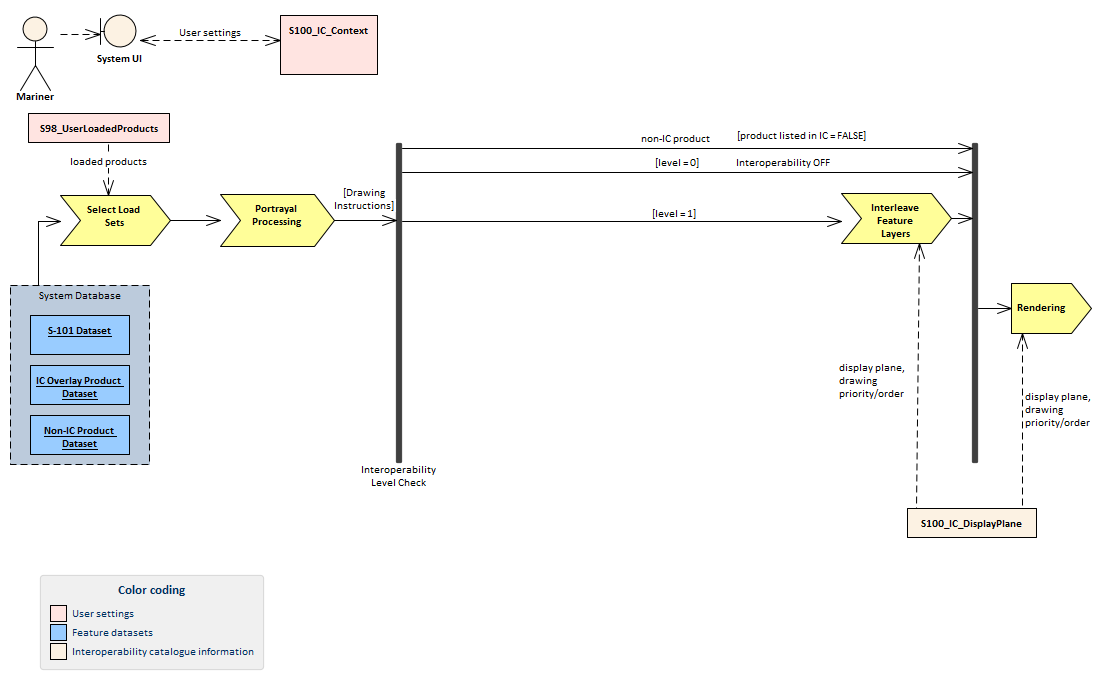 User settings
S100_IC_Context
System UI
Mariner
S98_UserLoadedProducts
loaded products
non-IC product
[product listed in IC = FALSE]
[level = 0]
Interoperability OFF
Select Load
Sets
Portrayal
Processing
[Drawing
Instructions]
[level = 1]
Interleave
Feature
Layers
System Database
S-101 Dataset
IC Overlay Product
Dataset
Non-IC Product
Dataset
Rendering
display plane,
drawing
priority/order
display plane,
drawing
priority/order
Interoperability
Level Check
S100_IC_DisplayPlane
Color coding
User settings
Feature datasets
Interoperability catalogue information